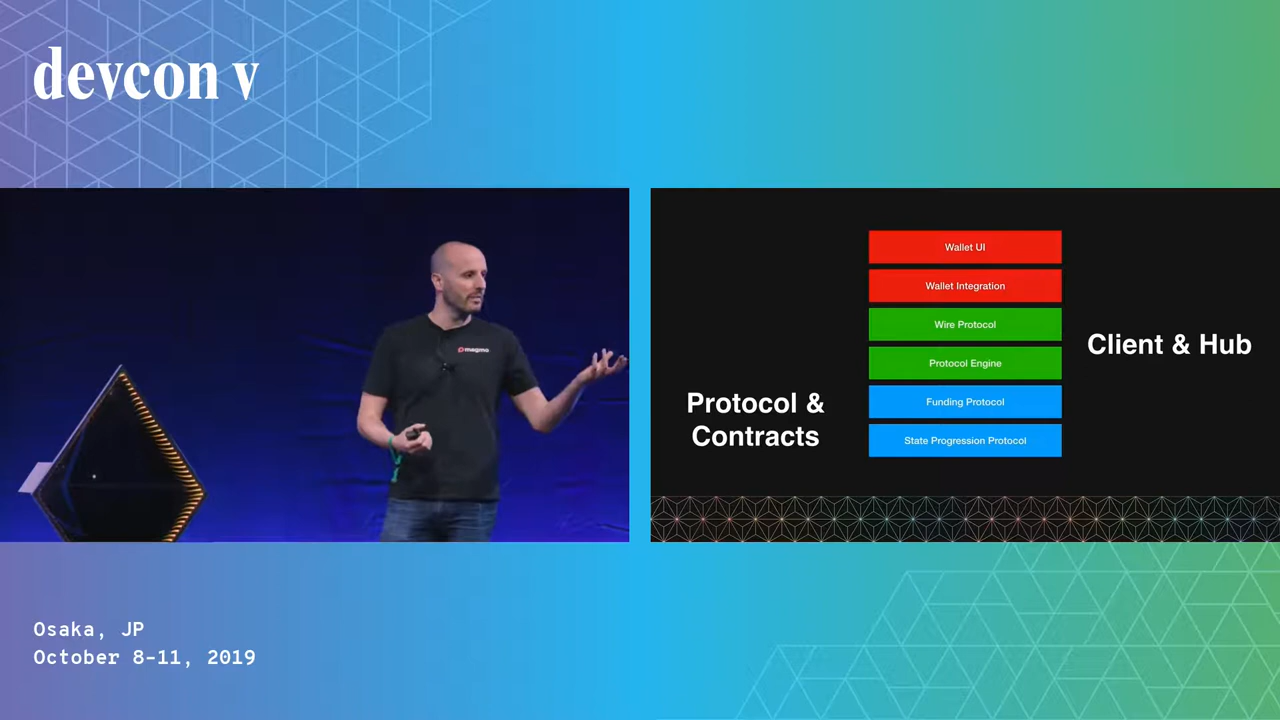 devcon v
magmo
Wallet UI
Wallet Integration
Wire Protocol
Protocol Engine
Funding Protocol
State Progression Protocol
Protocol &
Contracts
Client & Hub
Osaka, JP
October 8-11, 2019